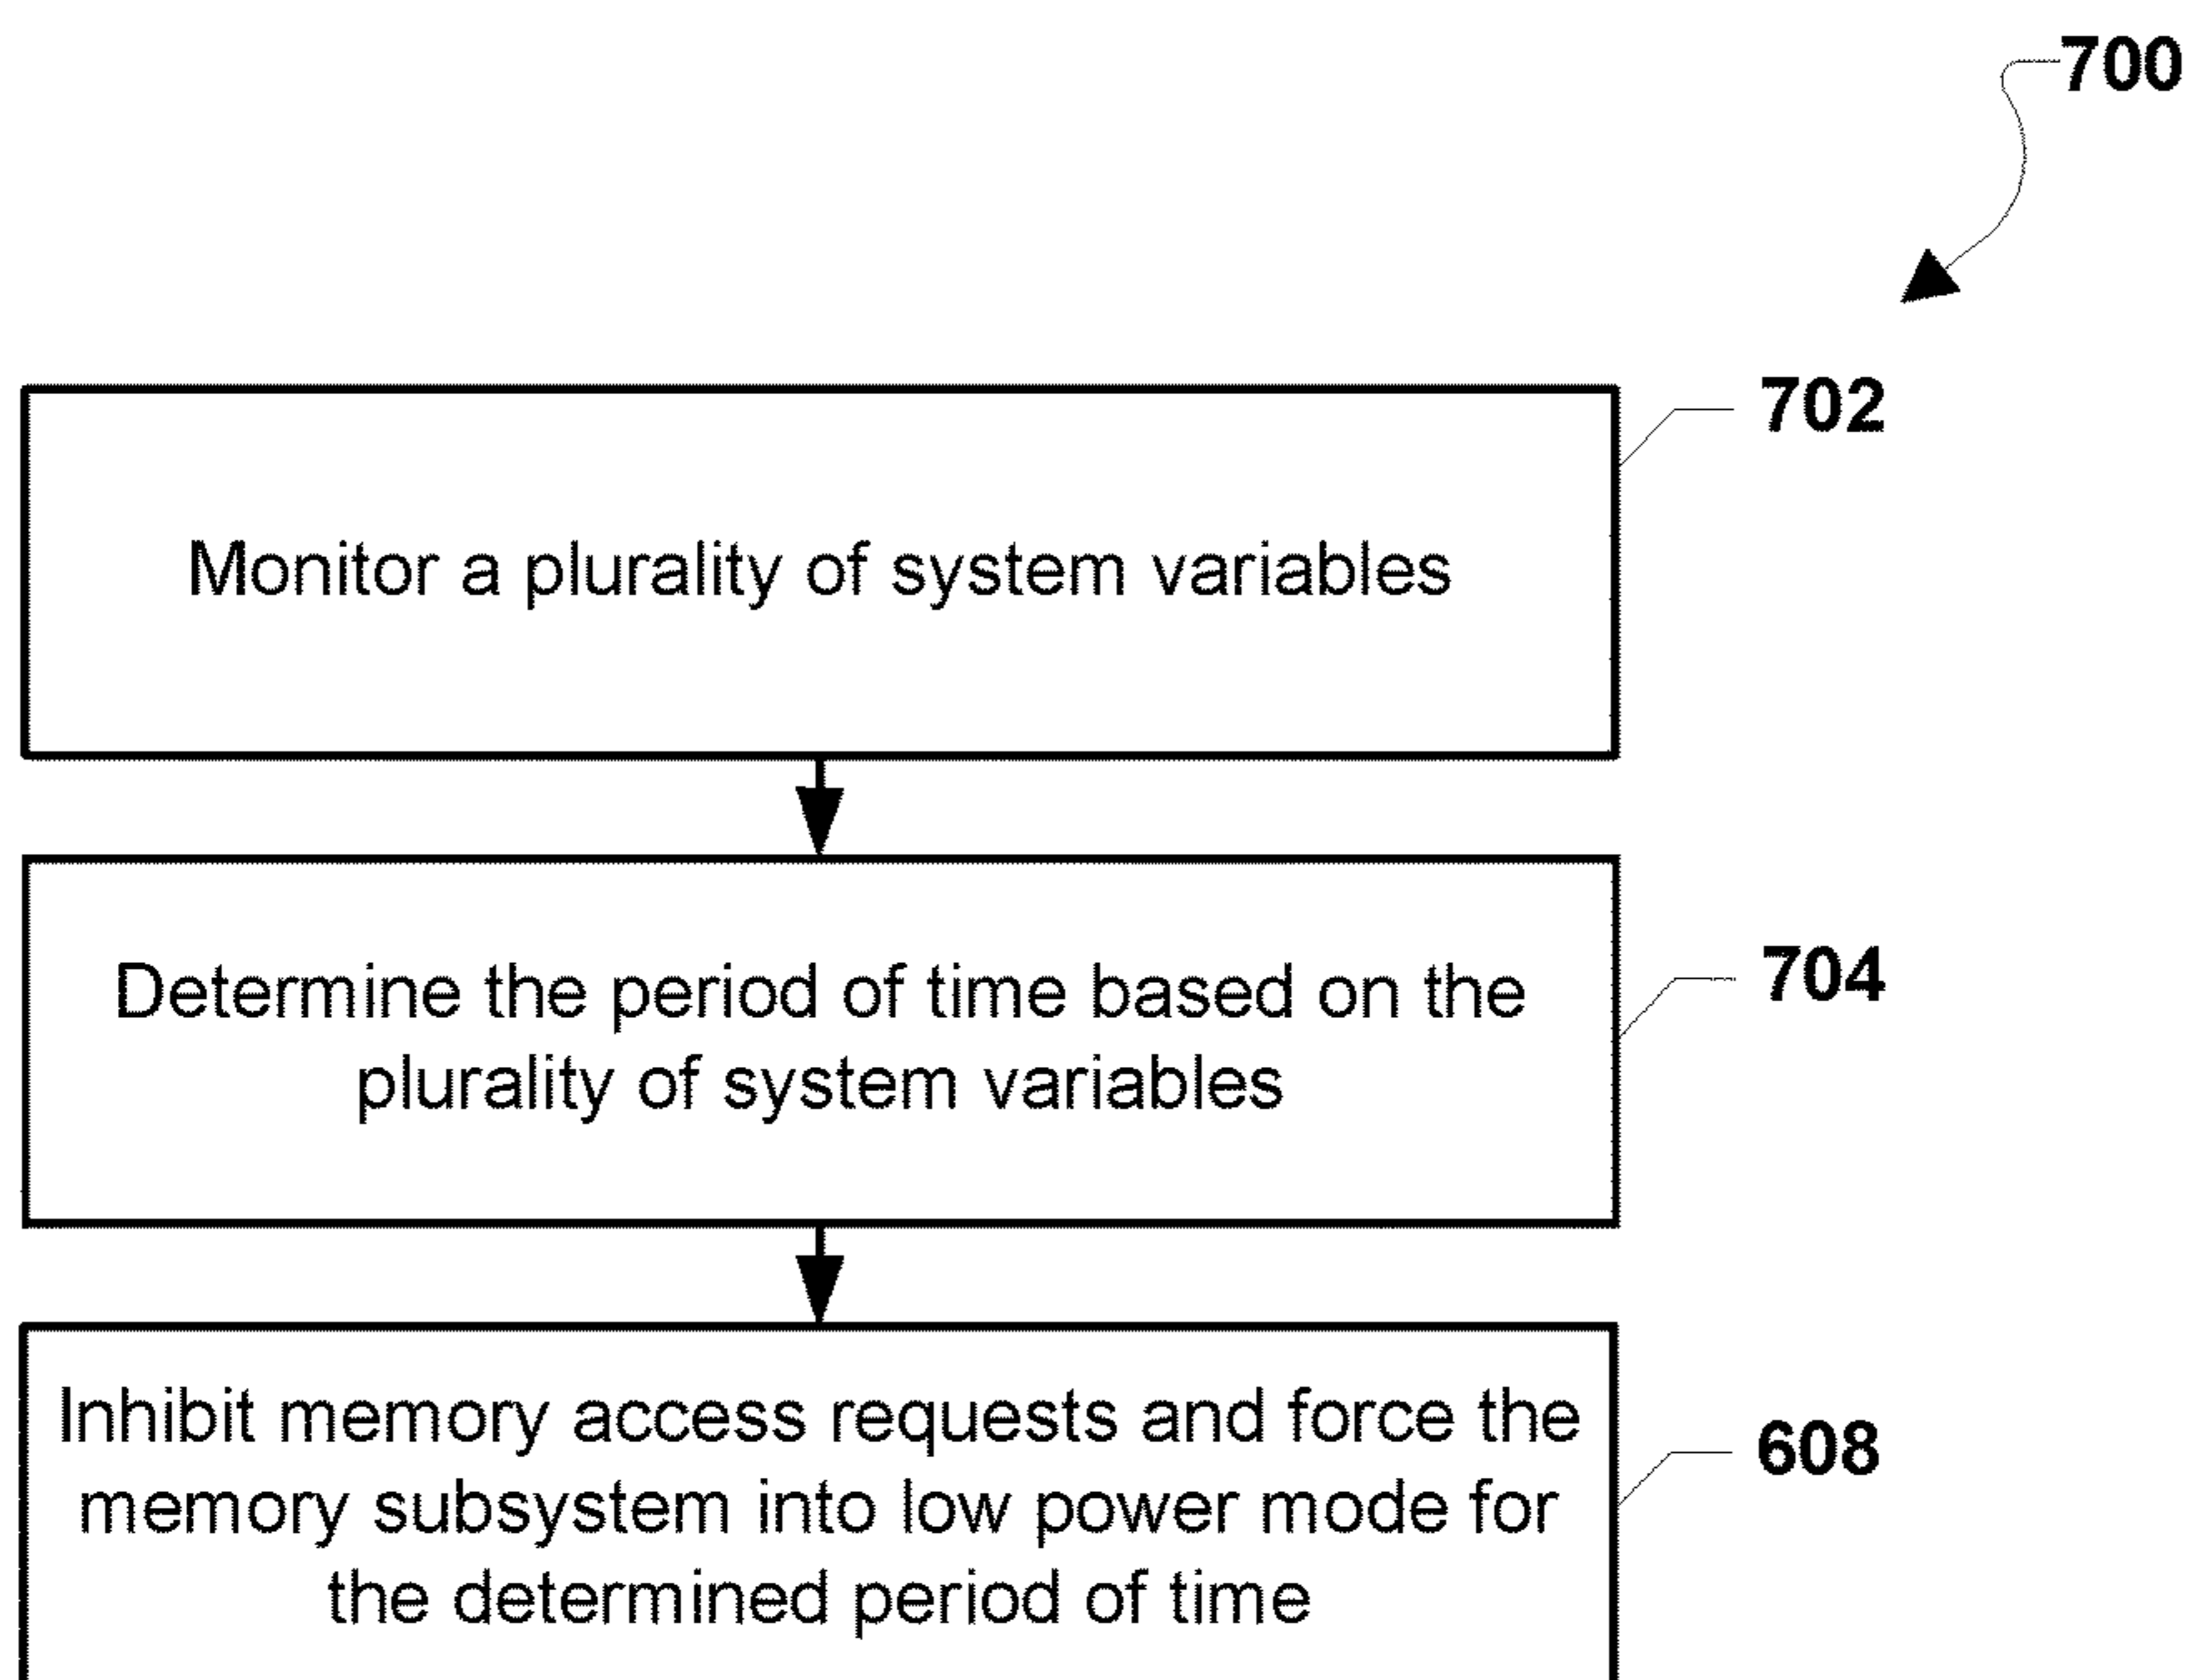 700
702
Monitor a plurality of system variables
704
Determine the period of time based on the
plurality of system variables
608
Inhibit memory access requests and force the
memory subsystem into low power mode for
the determined period of time